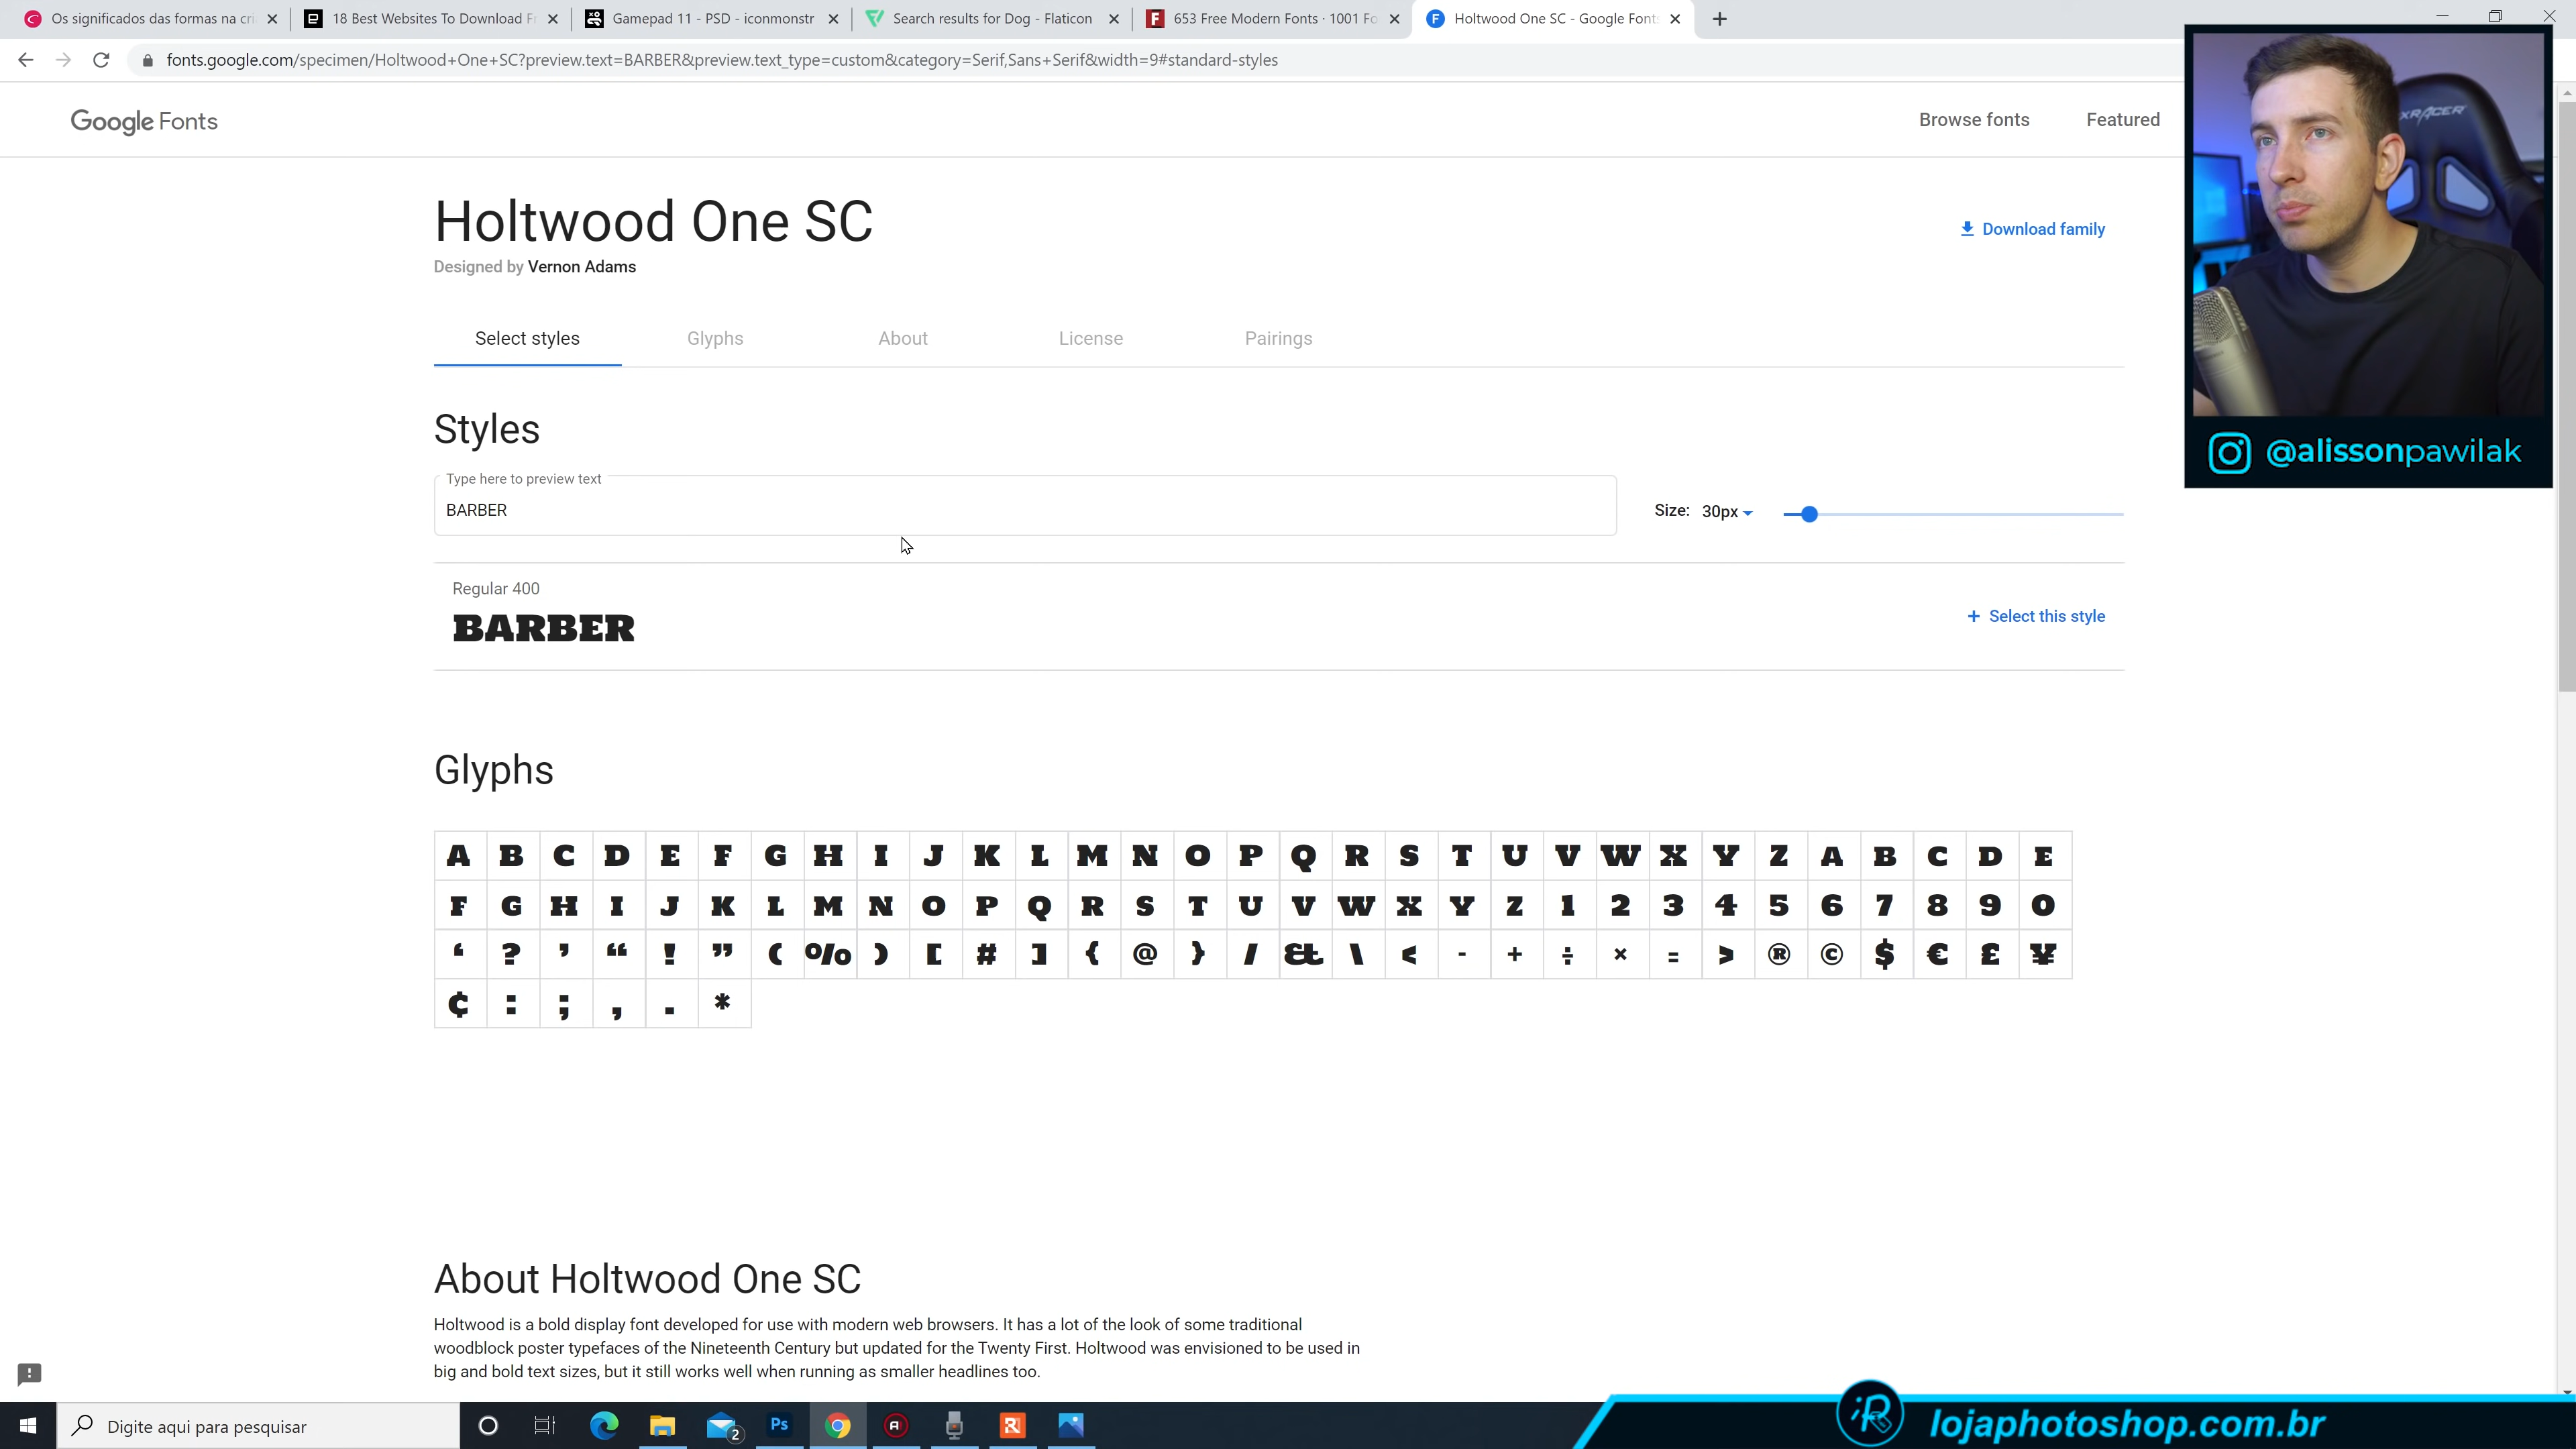 Os significados das formas na cri
18 Best Websites To Download Fr
Gamepad 11 - PSD - iconmonstr
Search results for Dog - Flaticon
653 Free Modern Fonts · 1001 Fo
Holtwood One SC - Google Fonts
fonts.google.com/specimen/Holtwood+One+SC?preview.text=BARBER&preview.text_type=custom&category=Serif,Sans+Serif&width=9#standard-styles
Google Fonts
Browse fonts
Featured
XRACER
Holtwood One SC
Download family
Designed by Vernon Adams
Select styles
Glyphs
About
License
Pairings
@alissonpawilak
Styles
Type here to preview text
BARBER
Size: 30px
Regular 400
BARBER
+ Select this style
Glyphs
A B C D E F G H I J K L M N O P Q R S T U V W X Y Z A B C D E
F G H I J K L M N O P Q R S T U V W X Y Z 1 2 3 4 5 6 7 8 9 0
‘ ? ’ “ ! ” ( % ) [ # ] { @ } / & \ < - + ÷ × = > ® © $ € £ ¥
¢ : ; , . *
About Holtwood One SC
Holtwood is a bold display font developed for use with modern web browsers. It has a lot of the look of some traditional
woodblock poster typefaces of the Nineteenth Century but updated for the Twenty First. Holtwood was envisioned to be used in
big and bold text sizes, but it still works well when running as smaller headlines too.
Digite aqui para pesquisar
2
Ps
lojaphotoshop.com.br